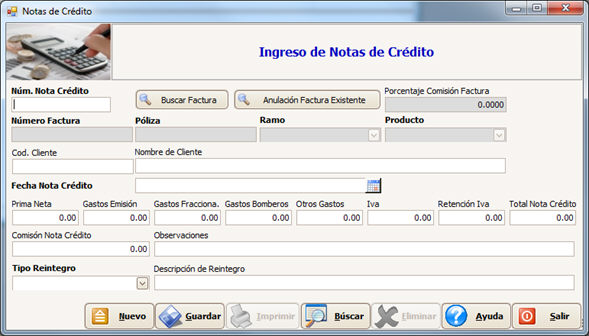 Notas de Crédito
Ingreso de Notas de Crédito
Núm. Nota Crédito
Buscar Factura
Anulación Factura Existente
Porcentaje Comisión Factura
0.0000
Número Factura Póliza Ramo Producto
Cod. Cliente Nombre de Cliente
Fecha Nota Crédito
Prima Neta Gastos Emisión Gastos Fracciona. Gastos Bomberos Otros Gastos Iva Retención Iva Total Nota Crédito
0.00 0.00 0.00 0.00 0.00 0.00 0.00 0.00
Comisón Nota Crédito Observaciones
0.00
Tipo Reintegro Descripción de Reintegro
Nuevo Guardar Imprimir Búscar Eliminar Ayuda Salir